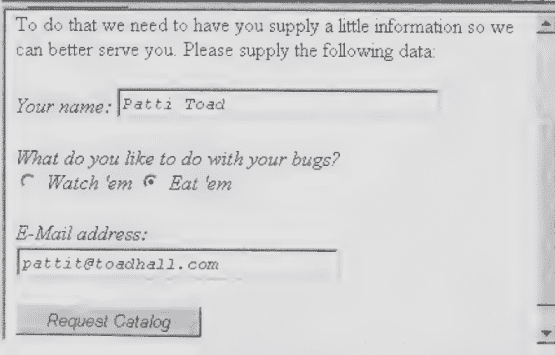 To do that we need to have you supply a little information so we
can better serve you. Please supply the following data:
Your name: Patti Toad
What do you like to do with your bugs?
Watch 'em Eat 'em
E-Mail address:
pattit@toadhall.com
Request Catalog